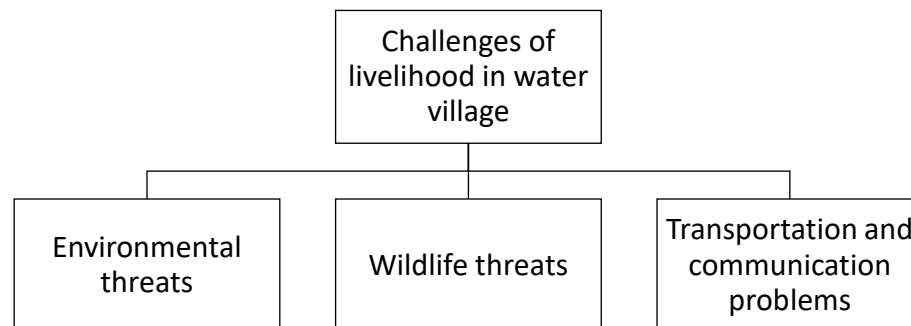 Challenges of
livelihood in water
village
Environmental
threats
Wildlife threats
Transportation and
communication
problems